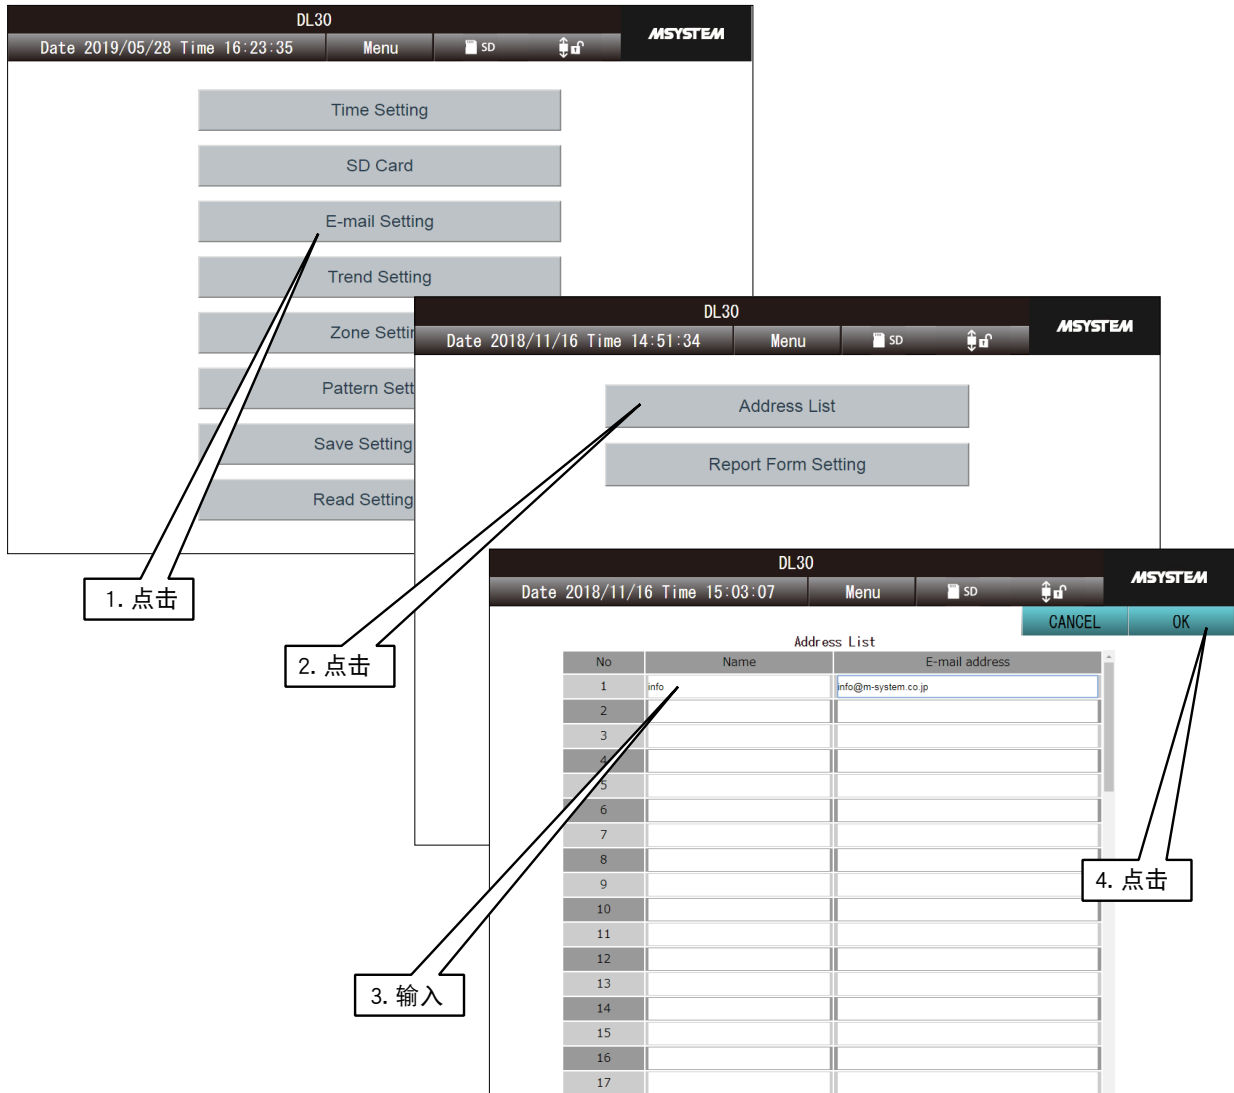 DL30
Date 2019/05/28 Time 16:23:35 Menu SD
MSYSTEM
Time Setting
SD Card
E-mail Setting
Trend Setting
Zone Settin
Pattern Sett
Save Setting
Read Setting
1. 点击
DL30
Date 2018/11/16 Time 14:51:34 Menu SD
MSYSTEM
Address List
Report Form Setting
2. 点击
DL30
Date 2018/11/16 Time 15:03:07 Menu SD
MSYSTEM
CANCEL OK
Address List
No Name E-mail address
1 info info@m-system.co.jp
2
3
4
5
6
7
8
9
10
11
12
13
14
15
16
17
3. 输入
4. 点击